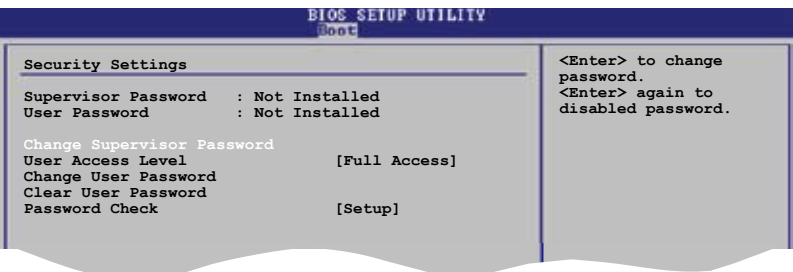 BIOS SETUP UTILITY
Boot
Security Settings
Supervisor Password : Not Installed
User Password : Not Installed
Change Supervisor Password
User Access Level [Full Access]
Change User Password
Clear User Password
Password Check [Setup]
<Enter> to change
password.
<Enter> again to
disabled password.